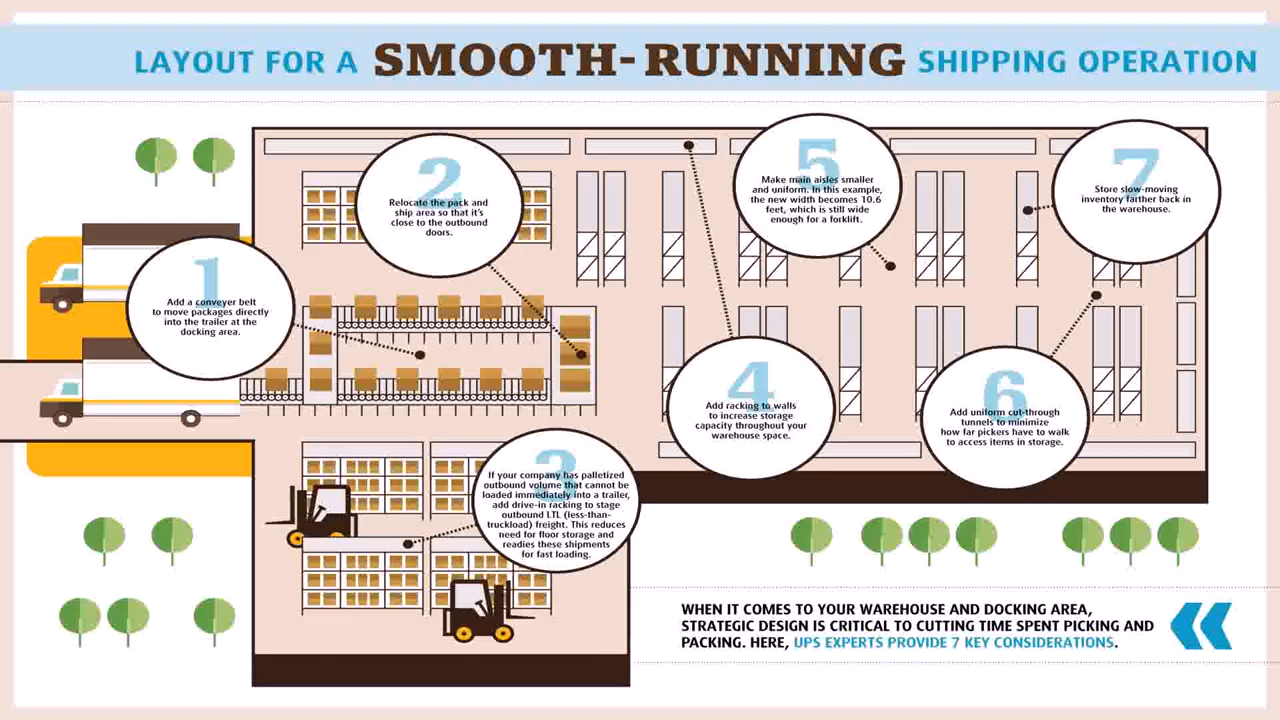 LAYOUT FOR A SMOOTH-RUNNING SHIPPING OPERATION
1
Add a conveyer belt
to move packages directly
into the trailer at the
docking area.
2
Relocate the pack and
ship area so that it's
close to the outbound
doors.
3
If your company has palletized
outbound volume that cannot be
loaded immediately into a trailer,
add drive-in racking to stage
outbound LTL (less-than-
truckload) freight. This reduces
need for floor storage and
readies these shipments
for fast loading.
4
Add racking to walls
to increase storage
capacity throughout your
warehouse space.
5
Make main aisles smaller
and uniform. In this example,
the new width becomes 10.6
feet, which is still wide
enough for a forklift.
6
Add uniform cut-through
tunnels to minimize
how far pickers have to walk
to access items in storage.
7
Store slow-moving
inventory farther back in
the warehouse.
WHEN IT COMES TO YOUR WAREHOUSE AND DOCKING AREA,
STRATEGIC DESIGN IS CRITICAL TO CUTTING TIME SPENT PICKING AND
PACKING. HERE, UPS EXPERTS PROVIDE 7 KEY CONSIDERATIONS.